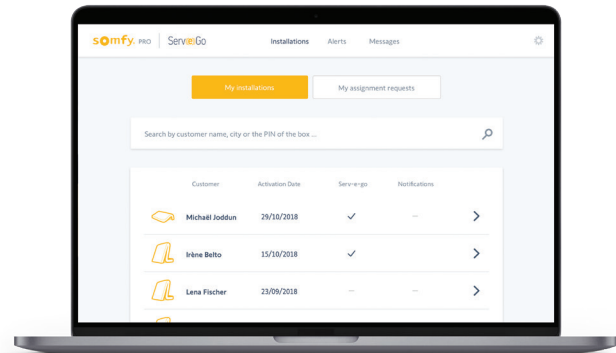 somfy. PRO | Serv-e-Go Installations Alerts Messages
My installations My assignment requests
Search by customer name, city or the PIN of the box ...
Customer Activation Date Serv-e-go Notifications
Michaël Joddun 29/10/2018
Irène Belto 15/10/2018
Lena Fischer 23/09/2018